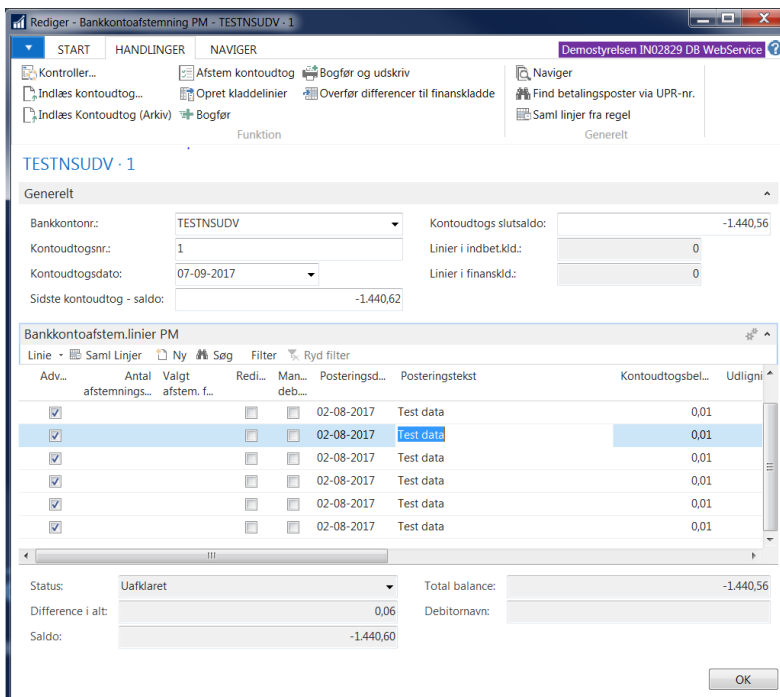 Rediger - Bankkontoafstemning PM - TESTNSUDV · 1
START HANDLINGER NAVIGER Demostyrelsen IN02829 DB WebService
Kontroller... Afstem kontoudtog Bogfør og udskriv Naviger
Indlæs kontoudtog... Opret kladdelinier Overfør differencer til finanskladde Find betalingsposter via UPR-nr.
Indlæs Kontoudtog (Arkiv) Bogfør Saml linjer fra regel
Funktion Generelt
TESTNSUDV · 1
Generelt
Bankkontonr.: TESTNSUDV Kontoudtogs slutsaldo: -1.440,56
Kontoudtogsnr.: 1 Linier i indbet.kld.: 0
Kontoudtogsdato: 07-09-2017 Linier i finanskld.: 0
Sidste kontoudtog - saldo: -1.440,62
Bankkontoafstem.linier PM
Linie Saml Linjer Ny Søg Filter Ryd filter
Adv... Antal Valgt Redi... Man... Posteringsd... Posteringstekst Kontoudtogsbel... Udligni
afstemnings... afstem. f... deb....
02-08-2017 Test data 0,01
02-08-2017 Test data 0,01
02-08-2017 Test data 0,01
02-08-2017 Test data 0,01
02-08-2017 Test data 0,01
02-08-2017 Test data 0,01
Status: Uafklaret Total balance: -1.440,56
Difference i alt: 0,06 Debitornavn:
Saldo: -1.440,60
OK